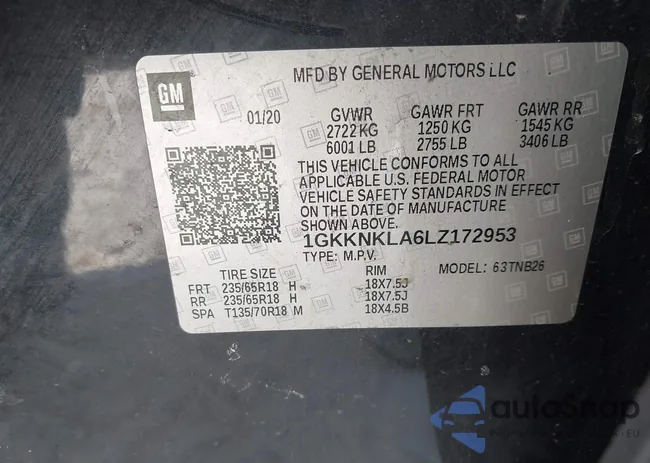 GM
MFD BY GENERAL MOTORS LLC
01/20 GVWR GAWR FRT GAWR RR
2722 KG 1250 KG 1545 KG
6001 LB 2755 LB 3406 LB
THIS VEHICLE CONFORMS TO ALL
APPLICABLE U.S. FEDERAL MOTOR
VEHICLE SAFETY STANDARDS IN EFFECT
ON THE DATE OF MANUFACTURE
SHOWN ABOVE.
1GKKNKLA6LZ172953
TYPE: M.P.V. MODEL: 63TNB26
TIRE SIZE RIM
FRT 235/65R18 H 18X7.5J
RR 235/65R18 H 18X7.5J
SPA T135/70R18 M 18X4.5B
autoSnap